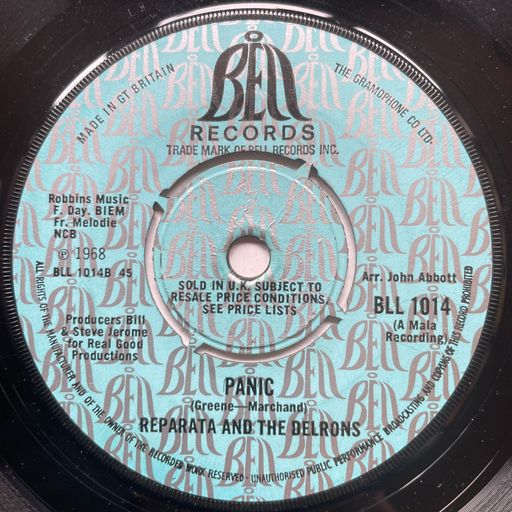 BELL
RECORDS
TRADE MARK OF BELL RECORDS INC.
MADE IN GT BRITAIN
THE GRAMOPHONE CO LTD.
Robbins Music
F. Day. BIEM
Fr. Melodie
NCB
℗ 1968
BLL 1014B 45
SOLD IN U.K. SUBJECT TO
RESALE PRICE CONDITIONS,
SEE PRICE LISTS
Arr. John Abbott
BLL 1014
(A Mala
Recording)
Producers Bill
& Steve Jerome
for Real Good
Productions
PANIC
(Greene—Marchand)
REPARATA AND THE DELRONS
ALL RIGHTS OF THE MANUFACTURER AND OF THE OWNER OF THE RECORDED WORK RESERVED · UNAUTHORISED PUBLIC PERFORMANCE BROADCASTING AND COPYING OF THIS RECORD PROHIBITED